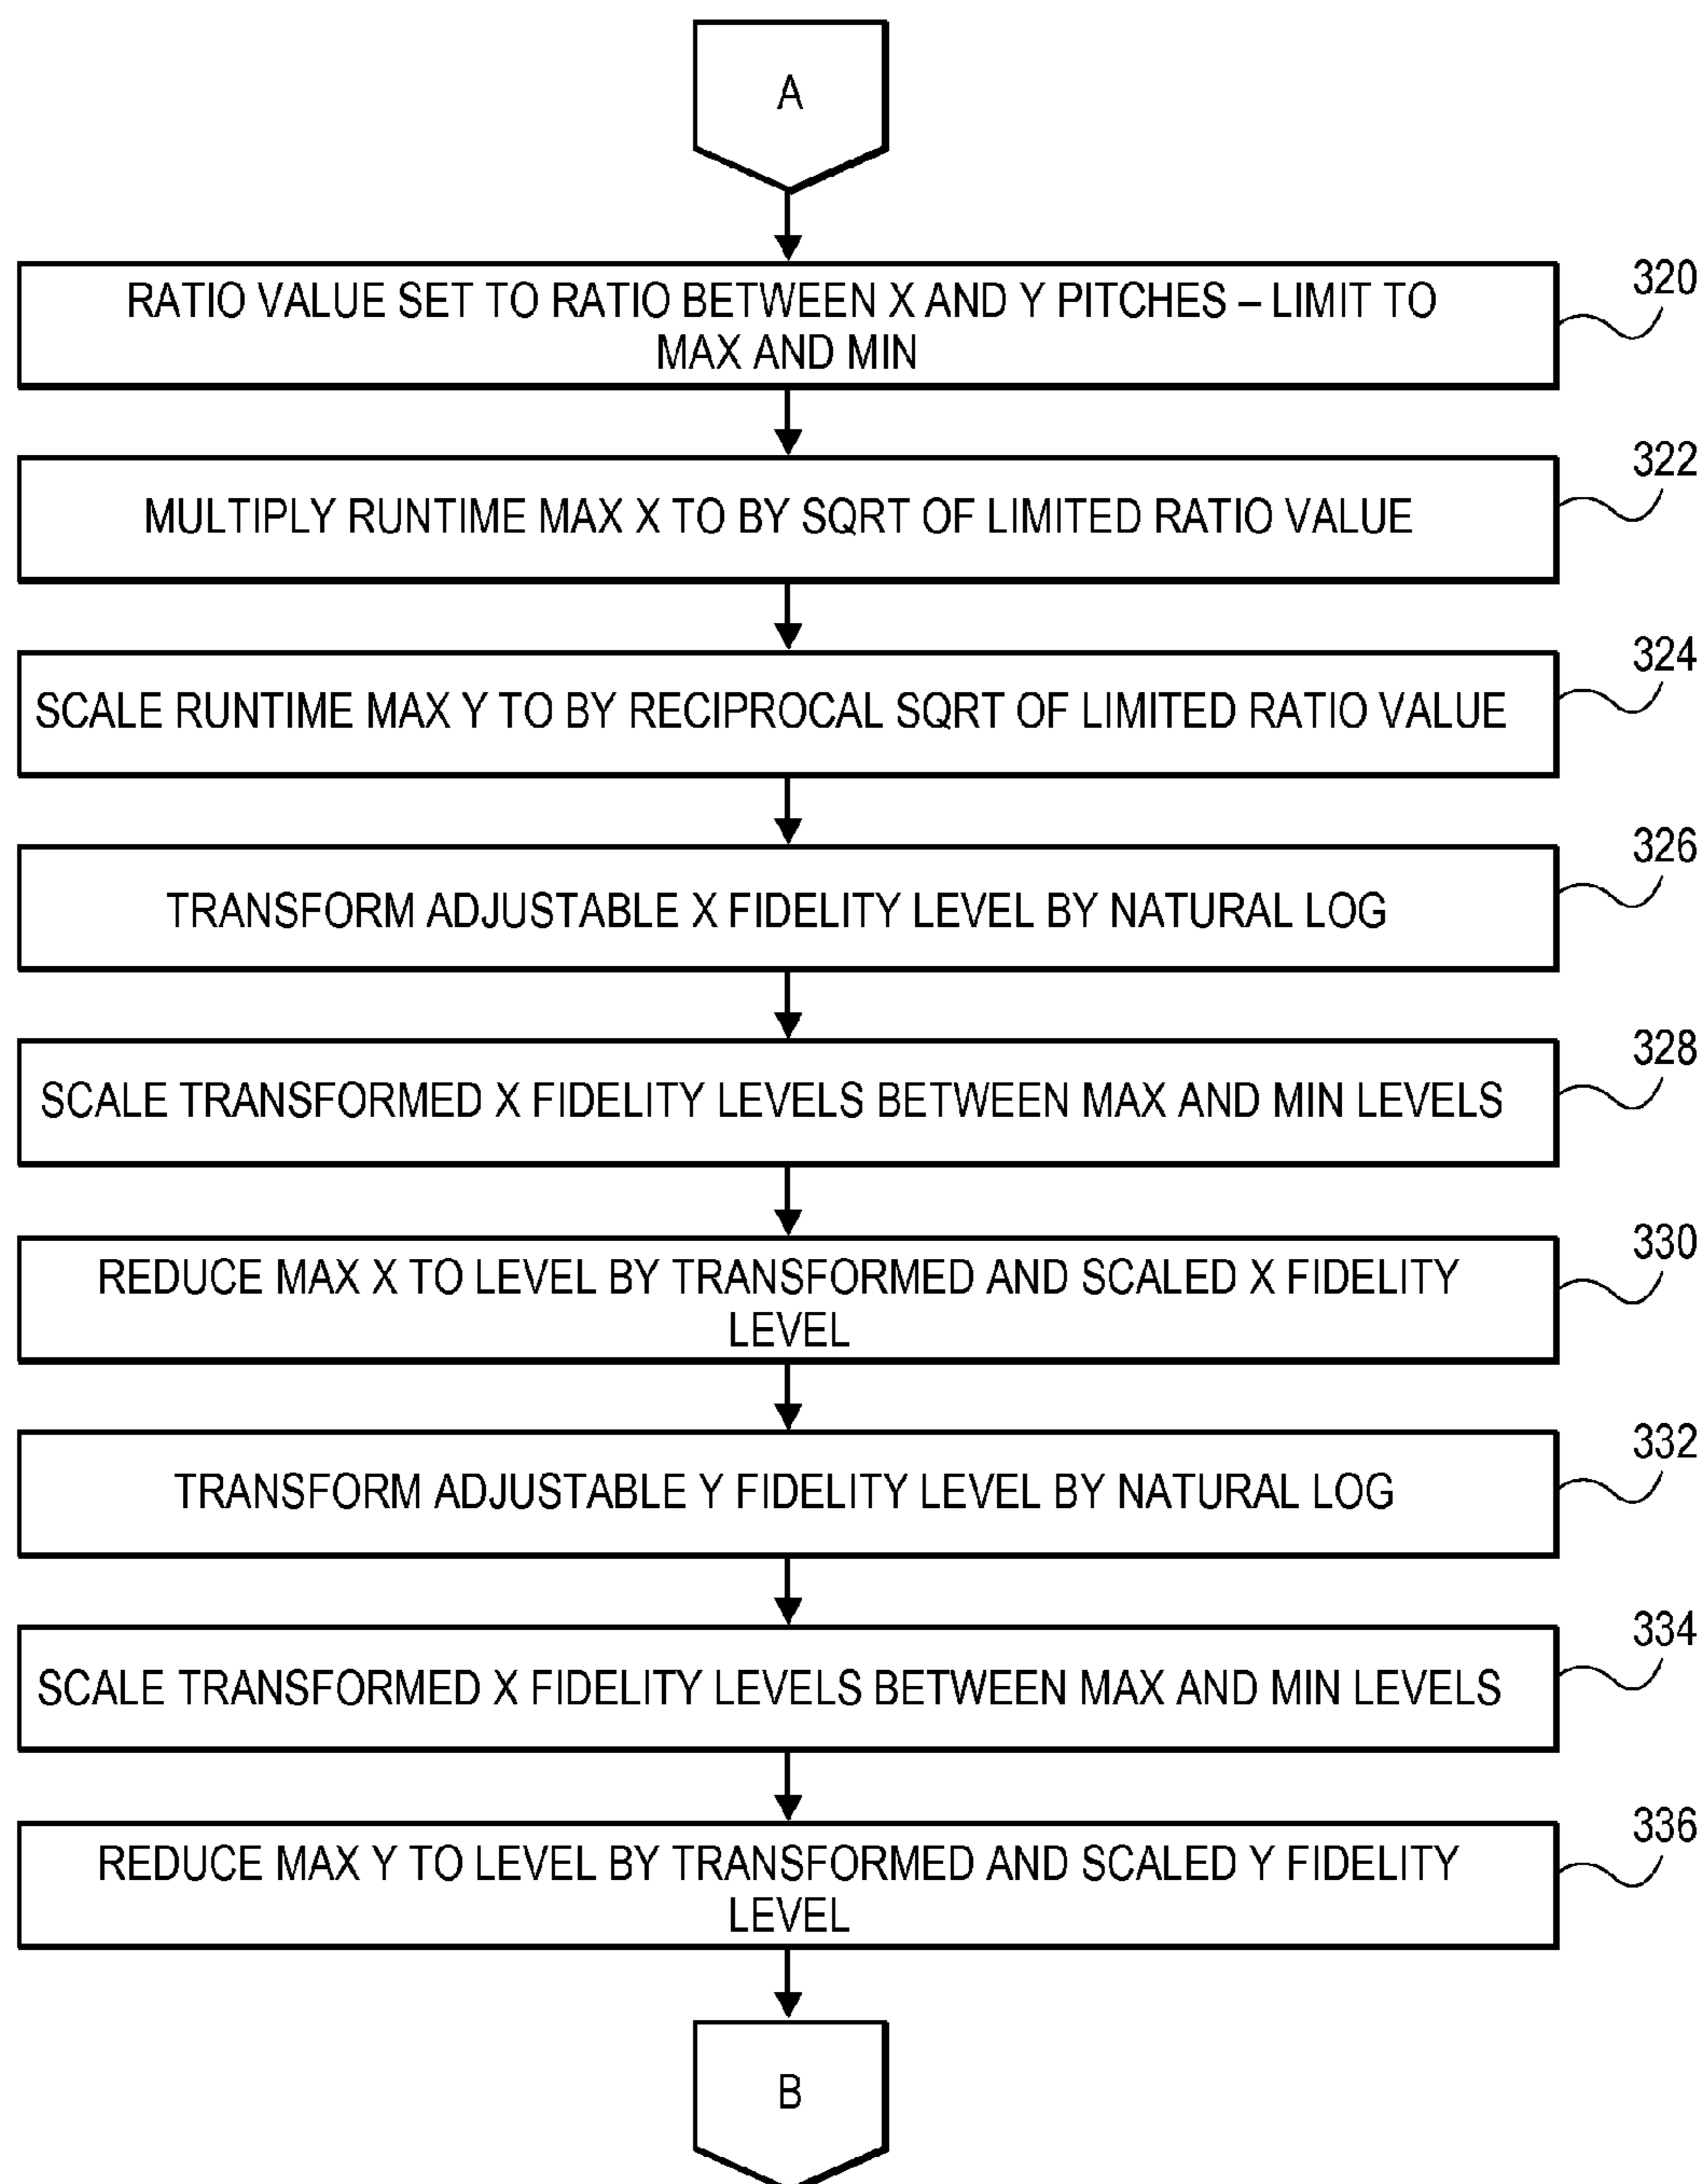 A
RATIO VALUE SET TO RATIO BETWEEN X AND Y PITCHES – LIMIT TO
MAX AND MIN
320
MULTIPLY RUNTIME MAX X TO BY SQRT OF LIMITED RATIO VALUE
322
SCALE RUNTIME MAX Y TO BY RECIPROCAL SQRT OF LIMITED RATIO VALUE
324
TRANSFORM ADJUSTABLE X FIDELITY LEVEL BY NATURAL LOG
326
SCALE TRANSFORMED X FIDELITY LEVELS BETWEEN MAX AND MIN LEVELS
328
REDUCE MAX X TO LEVEL BY TRANSFORMED AND SCALED X FIDELITY
LEVEL
330
TRANSFORM ADJUSTABLE Y FIDELITY LEVEL BY NATURAL LOG
332
SCALE TRANSFORMED X FIDELITY LEVELS BETWEEN MAX AND MIN LEVELS
334
REDUCE MAX Y TO LEVEL BY TRANSFORMED AND SCALED Y FIDELITY
LEVEL
336
B